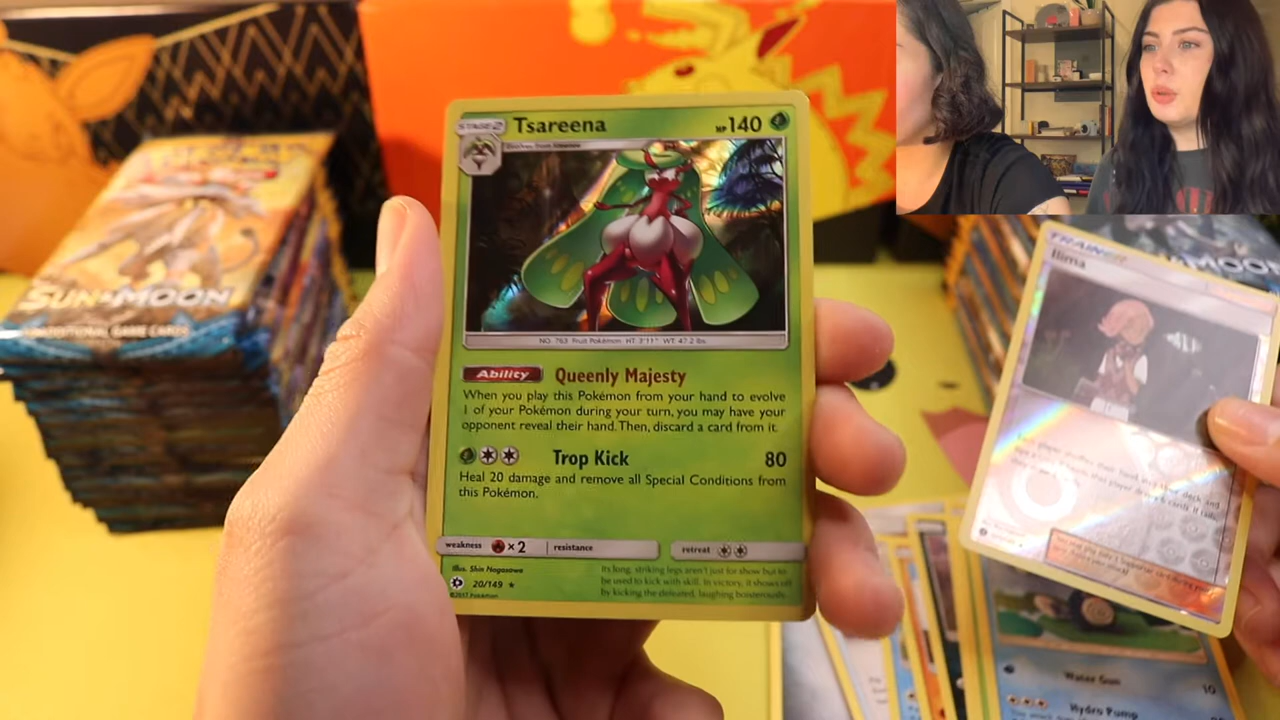 SUN & MOON
STAGE 2 Tsareena HP 140
NO. 763 Fruit Pokémon HT: 3'11" WT: 47.2 lbs.
Ability Queenly Majesty
When you play this Pokémon from your hand to evolve
1 of your Pokémon during your turn, you may have your
opponent reveal their hand. Then, discard a card from it.
Trop Kick 80
Heal 20 damage and remove all Special Conditions from
this Pokémon.
weakness ×2 resistance retreat
Illus. Shin Nagasawa
20/149
©2017 Pokémon
Its long, striking legs aren't just for show but to
be used to kick with skill. In victory, it shows off
by kicking the defeated, laughing boisterously.
MOON
TRAINER
Ilima
Water Gun 10
Hydro Pump